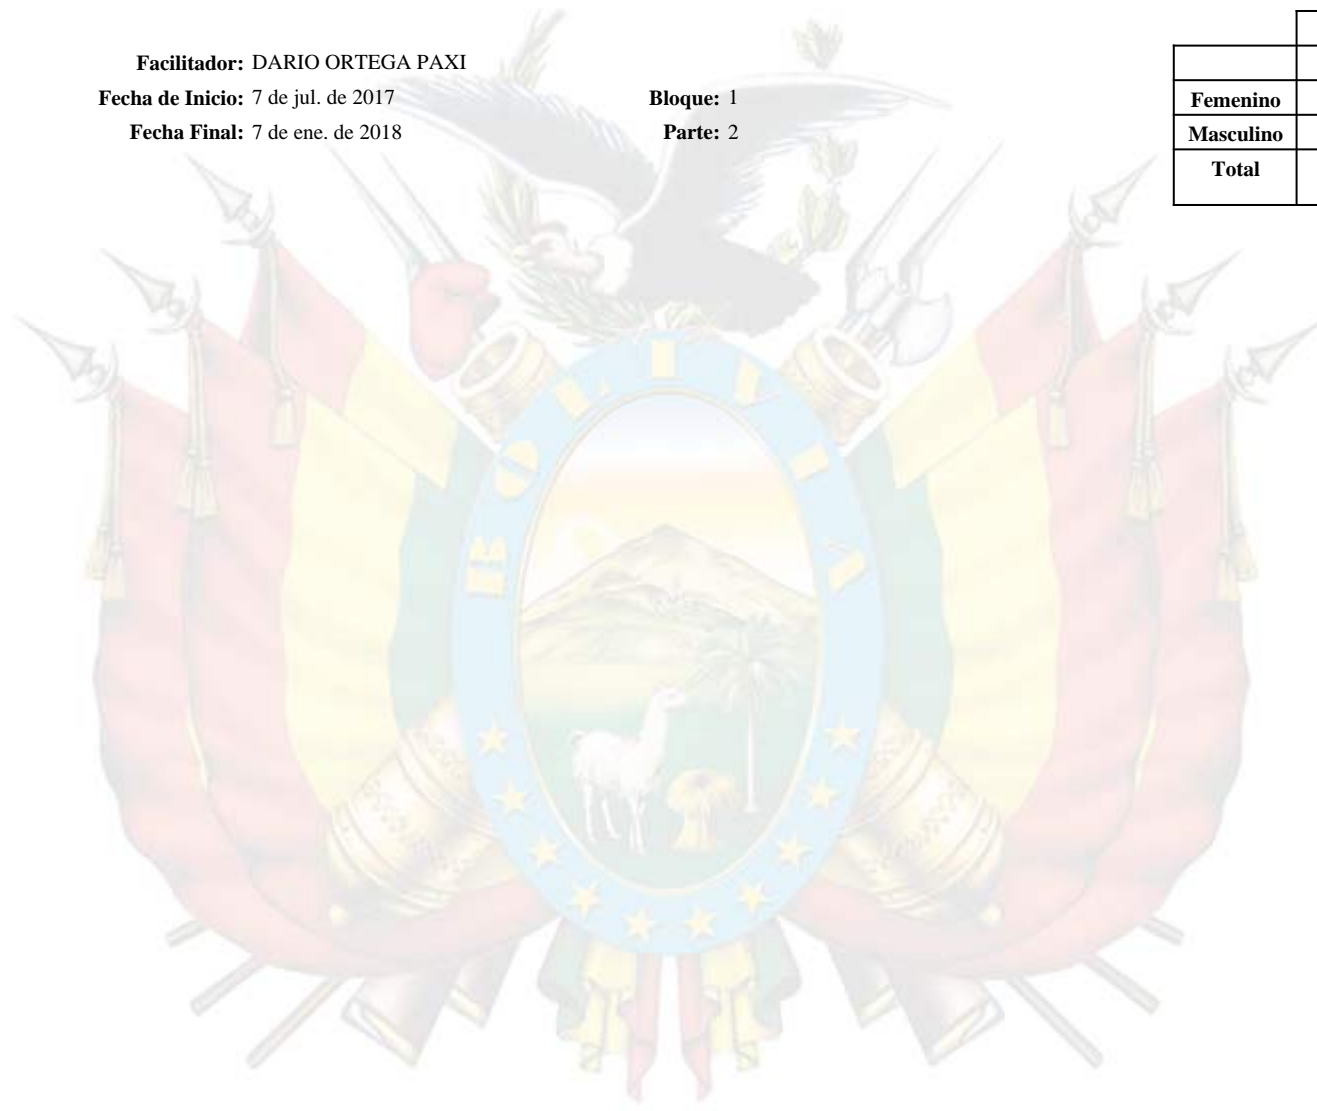 Facilitador: DARIO ORTEGA PAXI
Fecha de Inicio: 7 de jul. de 2017 Bloque: 1
Fecha Final: 7 de ene. de 2018 Parte: 2
Femenino
Masculino
Total
BOLIVIA